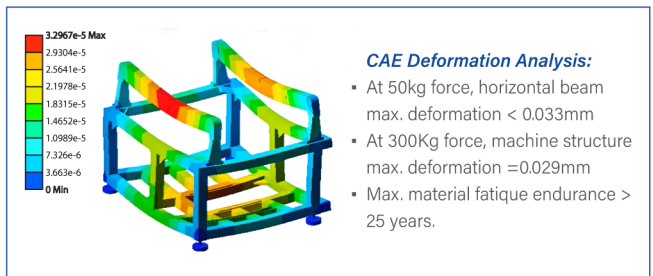 3.2967e-5 Max
2.9304e-5
2.5641e-5
2.1978e-5
1.8315e-5
1.4652e-5
1.0989e-5
7.326e-6
3.663e-6
0 Min
CAE Deformation Analysis:
▪ At 50kg force, horizontal beam
max. deformation < 0.033mm
▪ At 300Kg force, machine structure
max. deformation =0.029mm
▪ Max. material fatique endurance >
25 years.